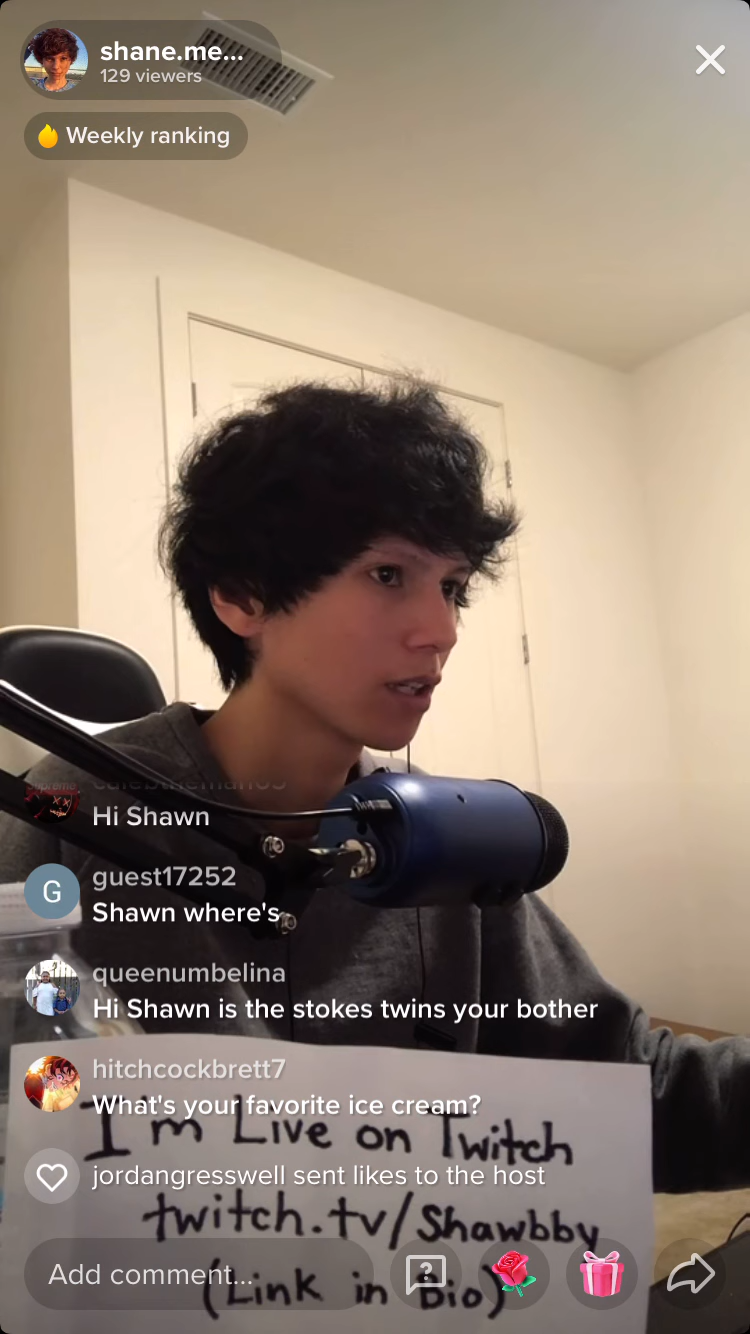 shane.me...
129 viewers
Weekly ranking
Hi Shawn
guest17252
Shawn where's
queenumbelina
Hi Shawn is the stokes twins your bother
hitchcockbrett7
What's your favorite ice cream?
I'm Live on Twitch
jordangresswell sent likes to the host
twitch.tv/Shawbby
Add comment...
(Link in Bio)